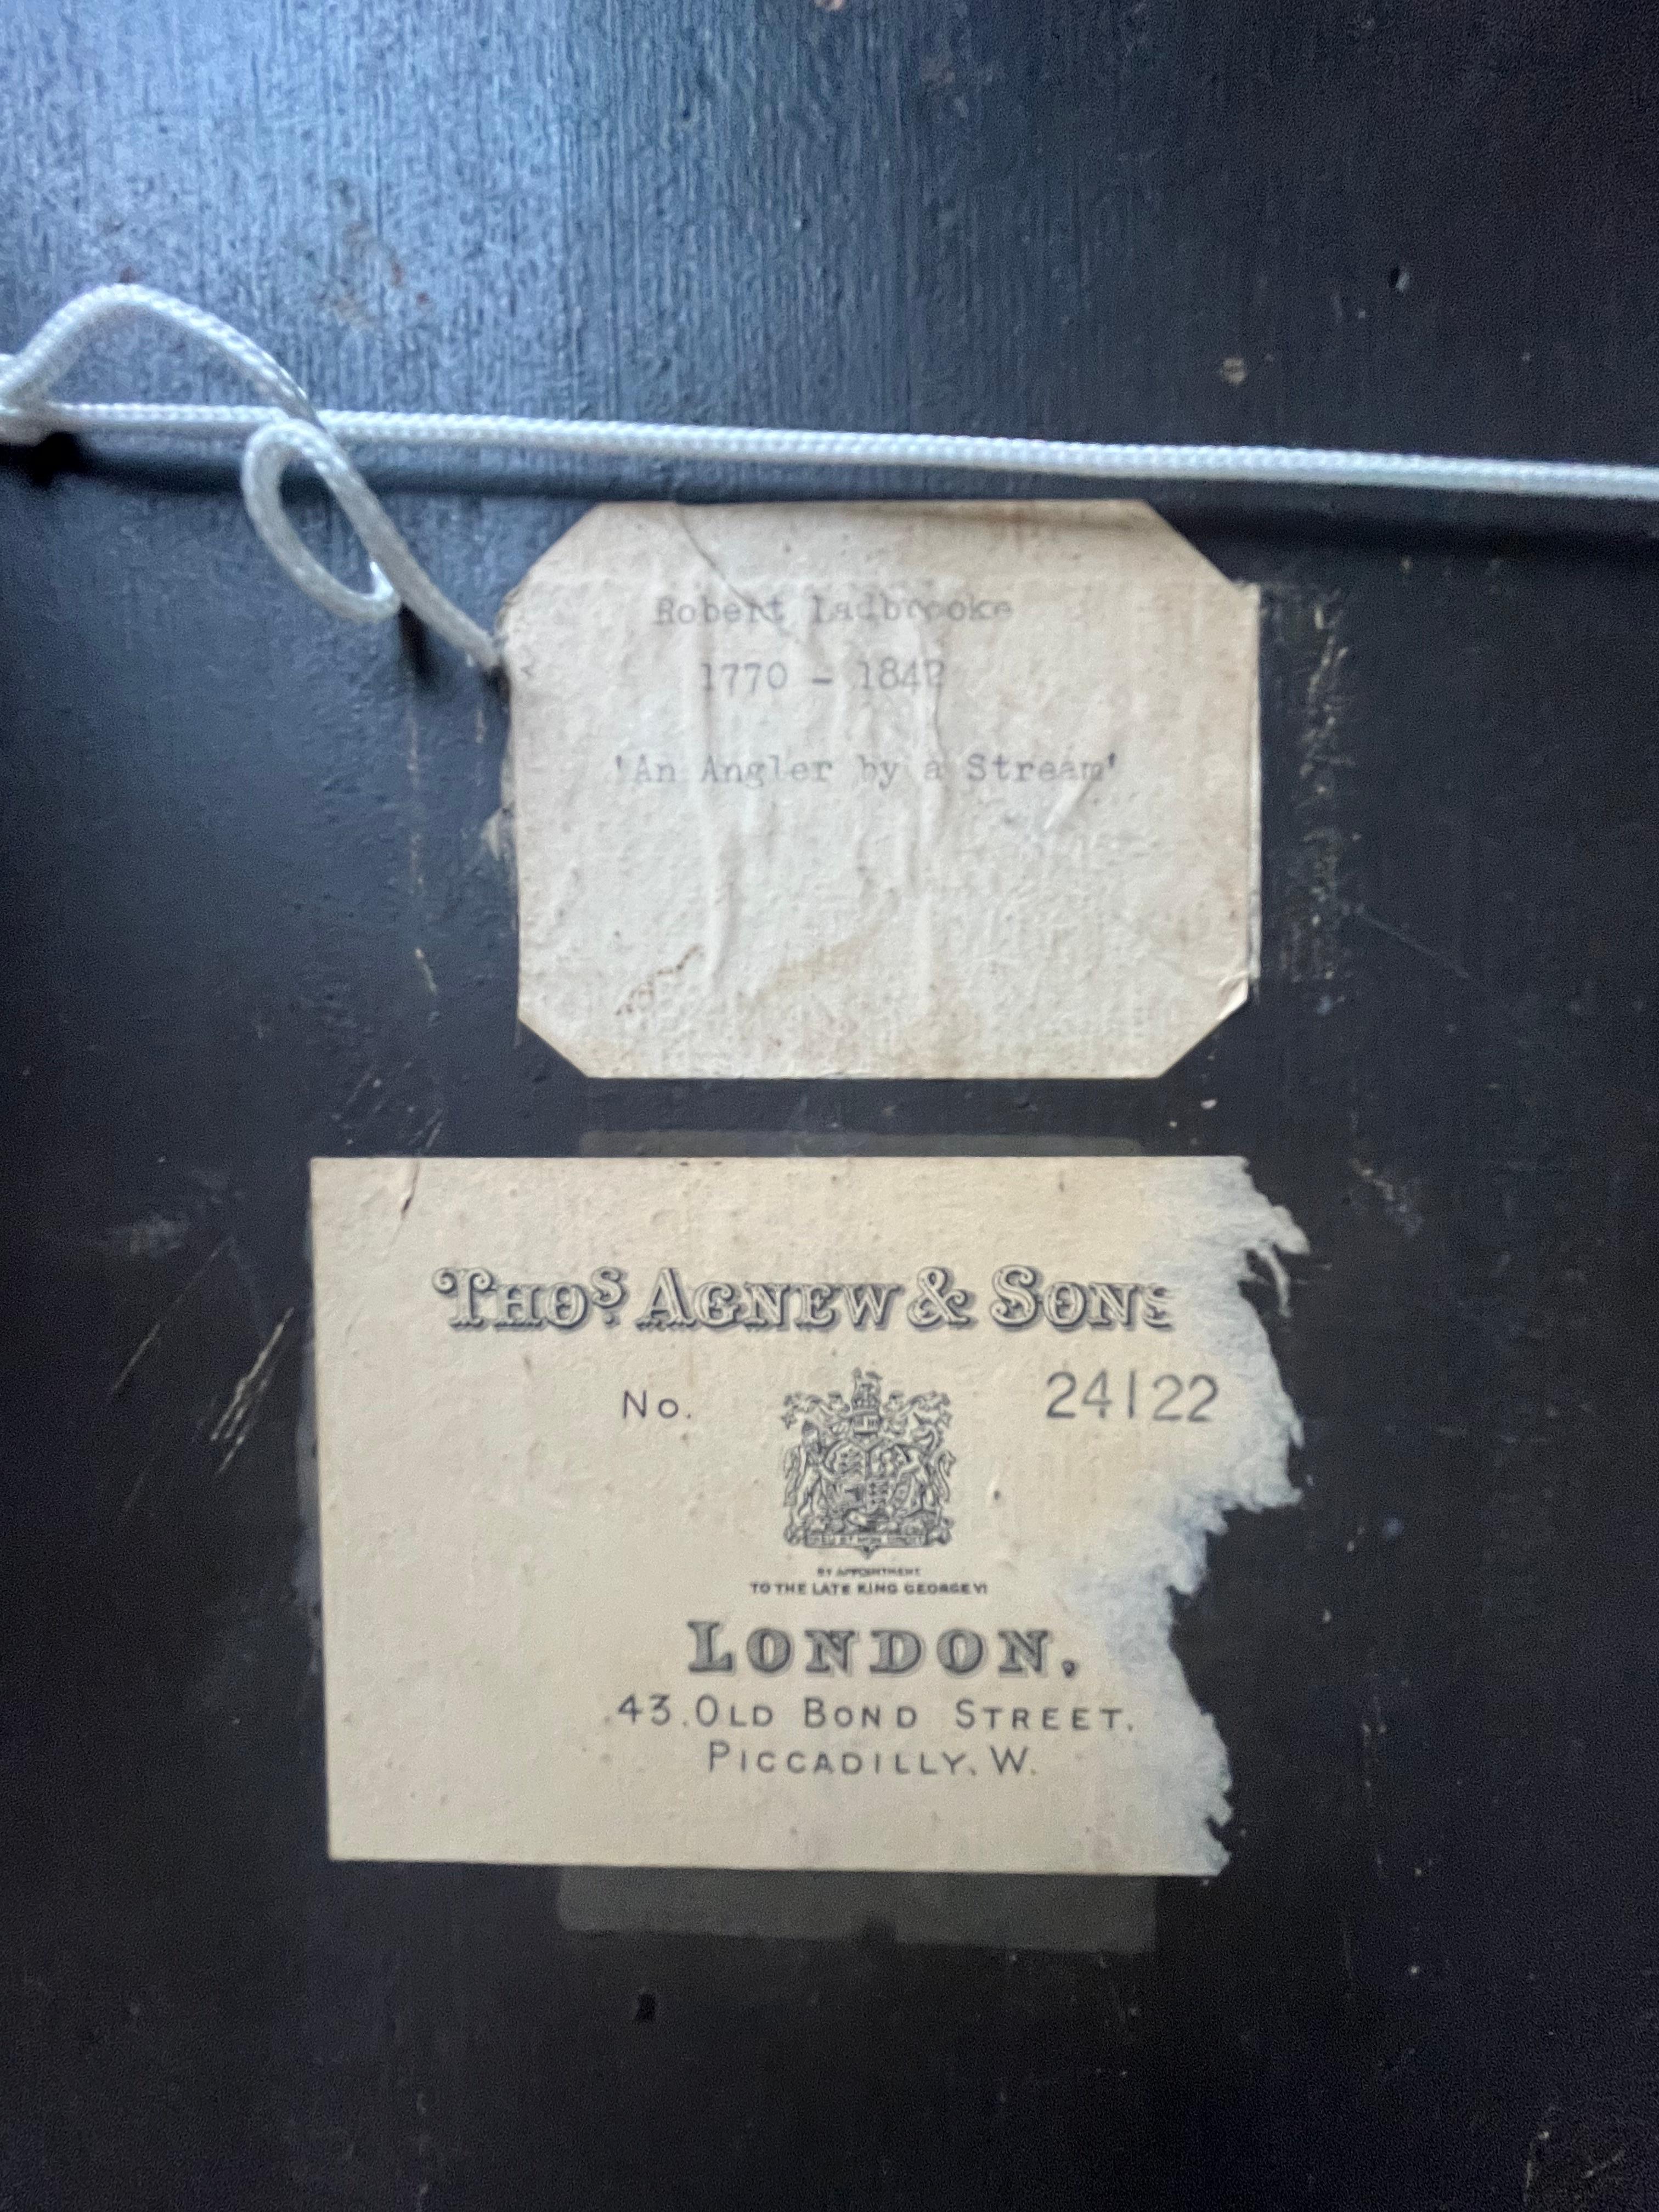 Robert Ladbrooke
1770 - 1842
'An Angler by a Stream'
THOS. AGNEW & SONS
No. 24122
BY APPOINTMENT
TO THE LATE KING GEORGE VI
LONDON.
43. OLD BOND STREET.
PICCADILLY. W.